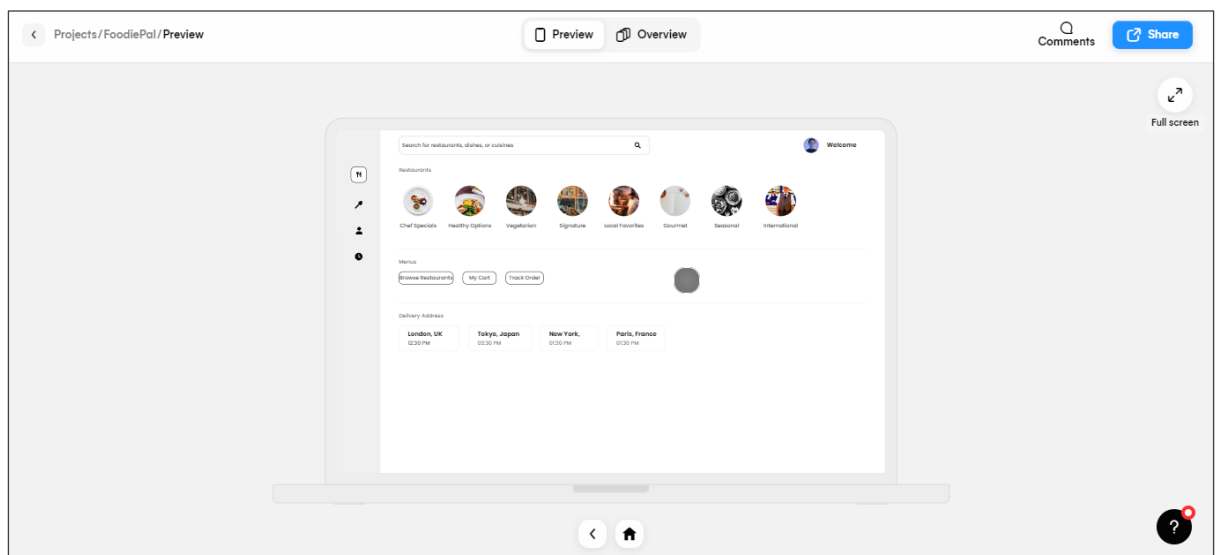 Projects/FoodiePal/Preview
Preview
Overview
Comments
Share
Full screen
Search for restaurants, dishes, or cuisines
Welcome
Restaurants
Chef Specials
Healthy Options
Vegetarian
Signature
Local Favorites
Gourmet
Seasonal
International
Menus
Browse Restaurants
My Cart
Track Order
Delivery Address
London, UK
12:30 PM
Tokyo, Japan
03:30 PM
New York,
01:30 PM
Paris, France
01:30 PM
?